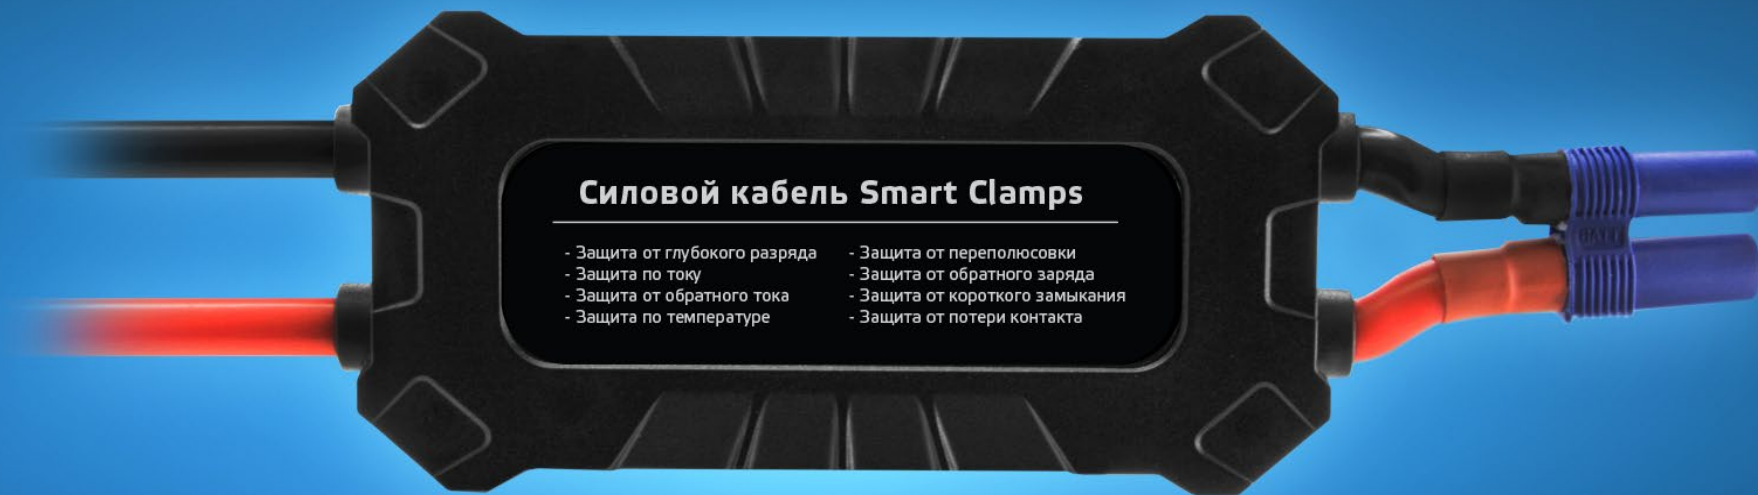 Силовой кабель Smart Clamps
- Защита от глубокого разряда
- Защита по току
- Защита от обратного тока
- Защита по температуре
- Защита от переполюсовки
- Защита от обратного заряда
- Защита от короткого замыкания
- Защита от потери контакта